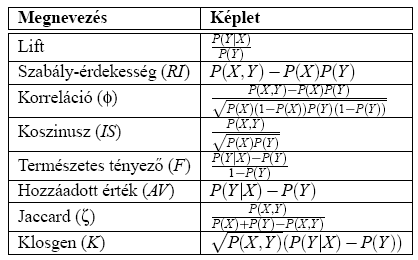 Megnevezés Képlet
Lift P(Y|X) / P(Y)
Szabály-érdekesség (RI) P(X,Y) − P(X)P(Y)
Korreláció (ϕ) P(X,Y)−P(X)P(Y) / √P(X)(1−P(X))P(Y)(1−P(Y))
Koszinusz (IS) P(X,Y) / √P(X)P(Y)
Természetes tényező (F) P(Y|X)−P(Y) / 1−P(Y)
Hozzáadott érték (AV) P(Y|X) − P(Y)
Jaccard (ζ) P(X,Y) / P(X)+P(Y)−P(X,Y)
Klosgen (K) √P(X,Y)(P(Y|X) − P(Y))